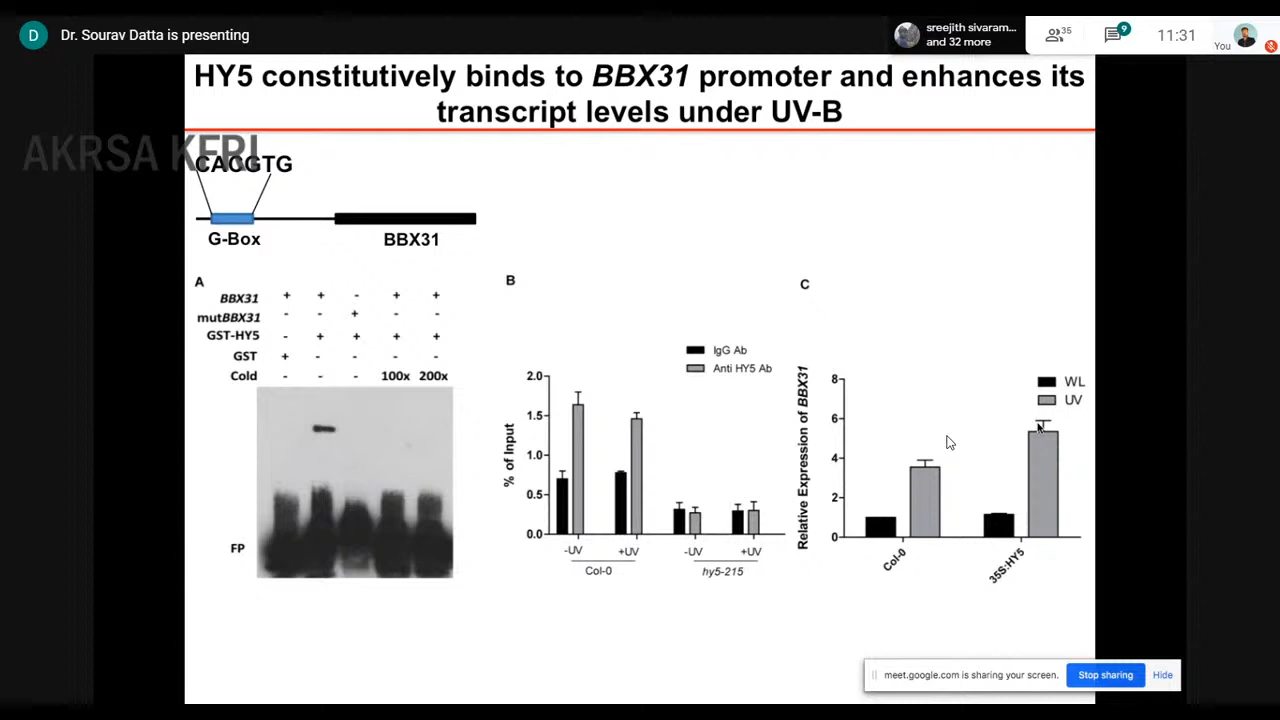 D Dr. Sourav Datta is presenting
sreejith sivaram...
and 32 more
35
9
11:31
You
HY5 constitutively binds to BBX31 promoter and enhances its
transcript levels under UV-B
AKRSA KERI
CACGTG
G-Box
BBX31
A
BBX31 + + - + +
mutBBX31 - - + - -
GST-HY5 - + + + +
GST + - - - -
Cold - - - 100x 200x
FP
B
IgG Ab
Anti HY5 Ab
% of Input
2.0
1.5
1.0
0.5
0.0
-UV +UV -UV +UV
Col-0 hy5-215
C
WL
UV
Relative Expression of BBX31
8
6
4
2
0
Col-0 35S:HY5
meet.google.com is sharing your screen. Stop sharing Hide